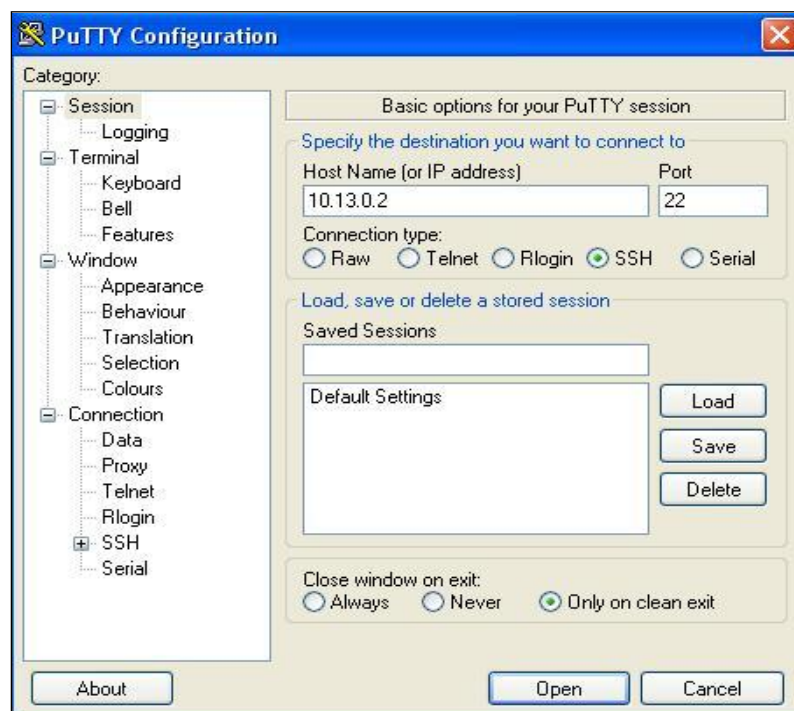 PuTTY Configuration
Category:
Session
Logging
Terminal
Keyboard
Bell
Features
Window
Appearance
Behaviour
Translation
Selection
Colours
Connection
Data
Proxy
Telnet
Rlogin
SSH
Serial
Basic options for your PuTTY session
Specify the destination you want to connect to
Host Name (or IP address) Port
10.13.0.2 22
Connection type:
Raw Telnet Rlogin SSH Serial
Load, save or delete a stored session
Saved Sessions
Default Settings
Load
Save
Delete
Close window on exit:
Always Never Only on clean exit
About Open Cancel